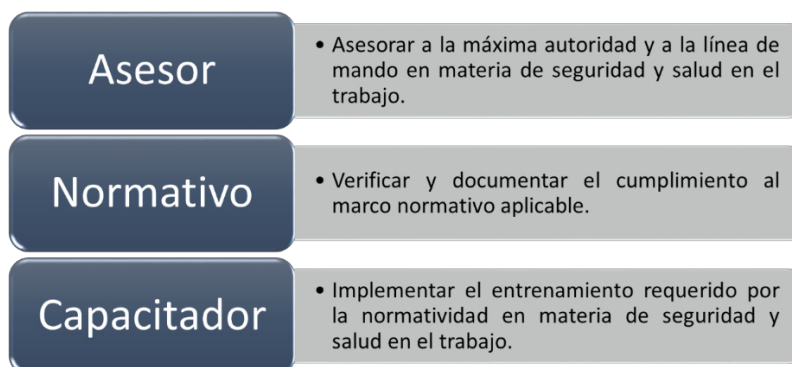 Asesor
• Asesorar a la máxima autoridad y a la línea de
mando en materia de seguridad y salud en el
trabajo.
Normativo
• Verificar y documentar el cumplimiento al
marco normativo aplicable.
Capacitador
• Implementar el entrenamiento requerido por
la normatividad en materia de seguridad y
salud en el trabajo.